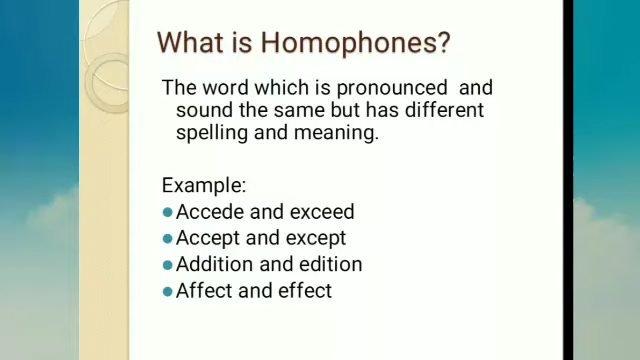 What is Homophones?
The word which is pronounced and
sound the same but has different
spelling and meaning.
Example:
Accede and exceed
Accept and except
Addition and edition
Affect and effect